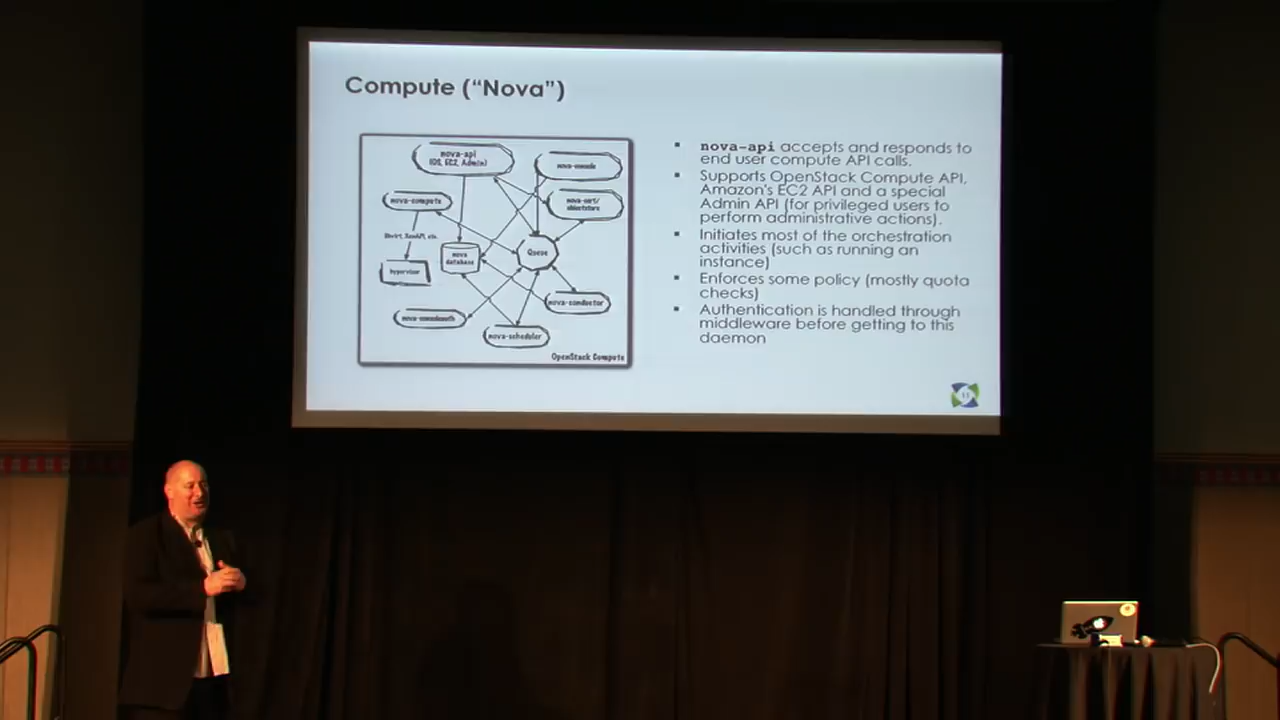 Compute (“Nova”)
nova-api
(OS, EC2, Admin)
nova-console
nova-compute
nova-cert/
objectstore
libvirt, XenAPI, etc.
nova
database
Queue
hypervisor
nova-conductor
nova-consoleauth
nova-scheduler
OpenStack Compute
▪ nova-api accepts and responds to
end user compute API calls.
▪ Supports OpenStack Compute API,
Amazon's EC2 API and a special
Admin API (for privileged users to
perform administrative actions).
▪ Initiates most of the orchestration
activities (such as running an
instance)
▪ Enforces some policy (mostly quota
checks)
▪ Authentication is handled through
middleware before getting to this
daemon